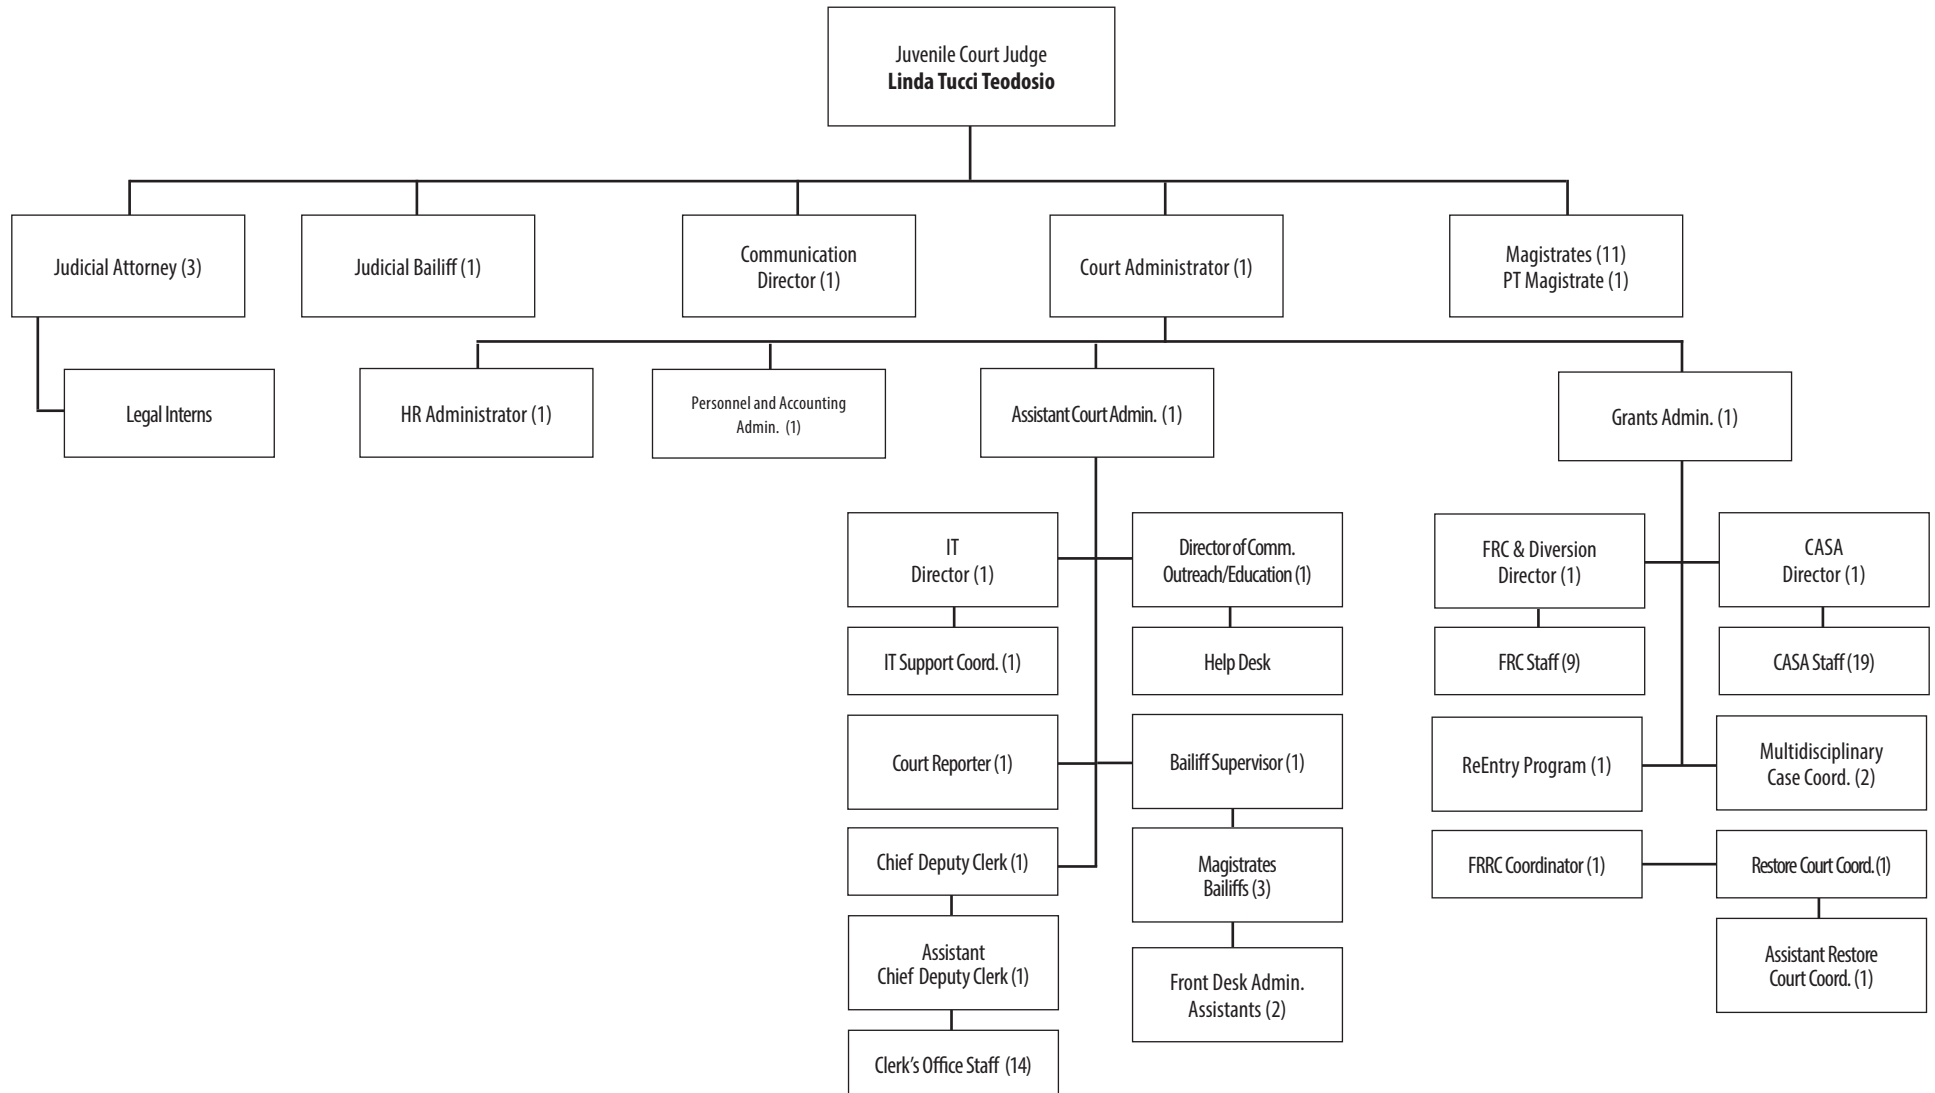 Juvenile Court Judge
Linda Tucci Teodosio
Judicial Attorney (3)
Judicial Bailiff (1)
Communication
Director (1)
Court Administrator (1)
Magistrates (11)
PT Magistrate (1)
Legal Interns
HR Administrator (1)
Personnel and Accounting
Admin. (1)
Assistant Court Admin. (1)
Grants Admin. (1)
IT
Director (1)
Director of Comm.
Outreach/Education (1)
FRC & Diversion
Director (1)
CASA
Director (1)
IT Support Coord. (1)
Help Desk
FRC Staff (9)
CASA Staff (19)
Court Reporter (1)
Bailiff Supervisor (1)
ReEntry Program (1)
Multidisciplinary
Case Coord. (2)
Chief Deputy Clerk (1)
Magistrates
Bailiffs (3)
FRRC Coordinator (1)
Restore Court Coord. (1)
Assistant
Chief Deputy Clerk (1)
Front Desk Admin.
Assistants (2)
Assistant Restore
Court Coord. (1)
Clerk's Office Staff (14)